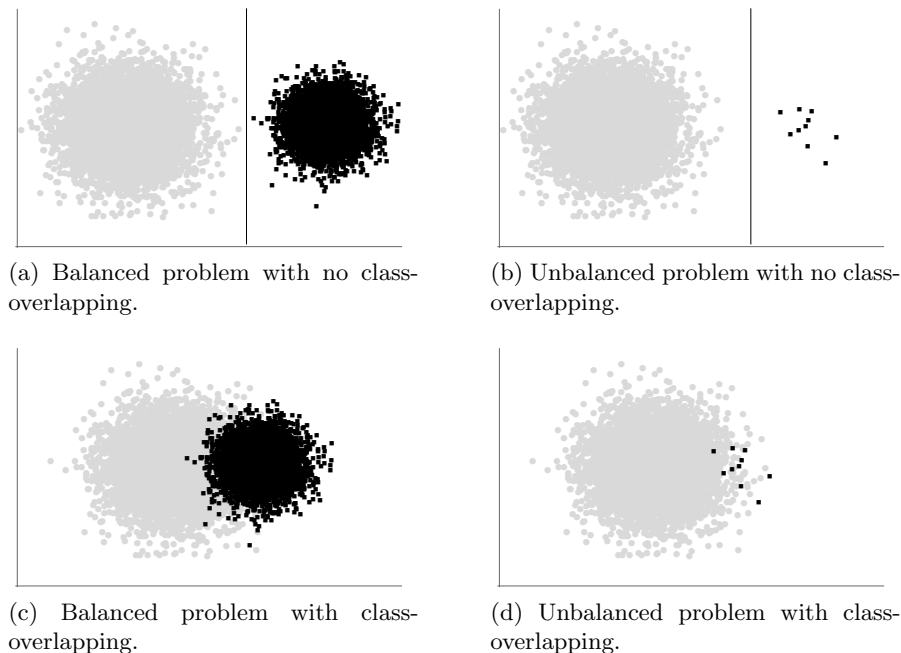 (a) Balanced problem with no class-
overlapping.
(b) Unbalanced problem with no class-
overlapping.
(c) Balanced problem with class-
overlapping.
(d) Unbalanced problem with class-
overlapping.